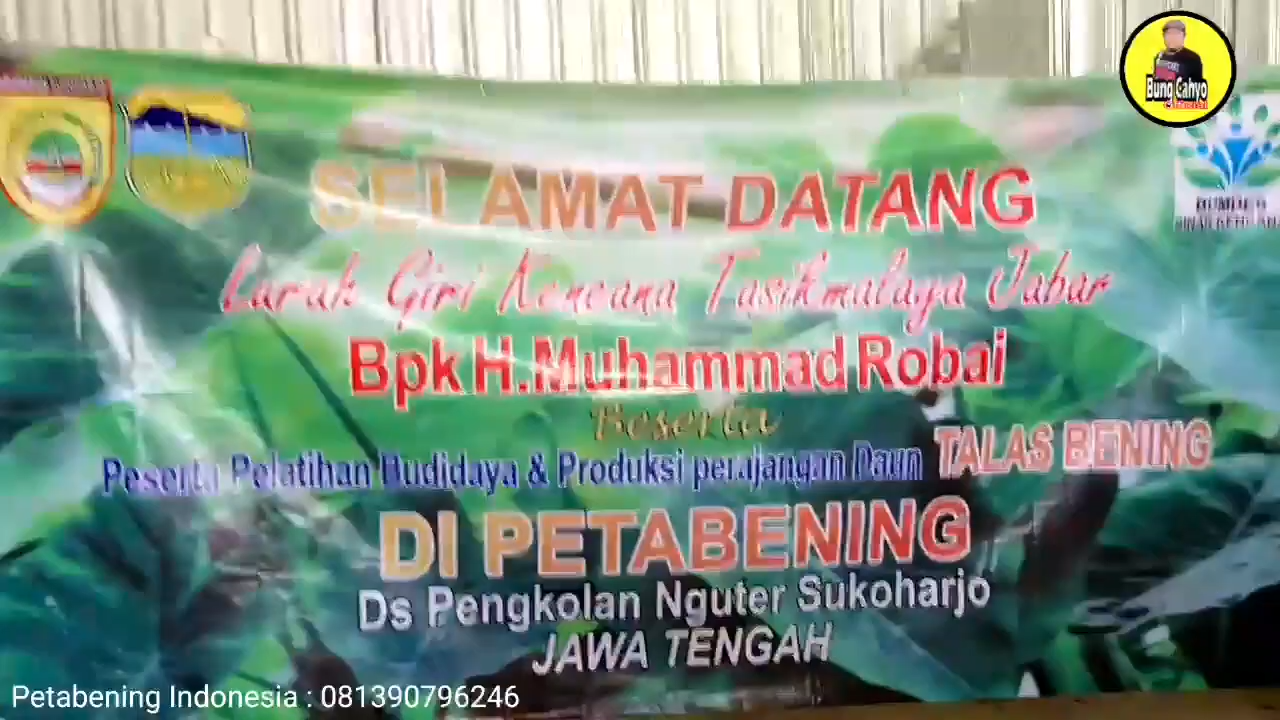 Bung Cahyo
SELAMAT DATANG
Lurah Giri Kencana Tasikmalaya Jabar
Bpk H.Muhammad Robai
Beserta
Peserta Pelatihan Budidaya & Produksi perajangan Daun TALAS BENING
DI PETABENING
Ds Pengkolan Nguter Sukoharjo
JAWA TENGAH
Petabening Indonesia : 081390796246